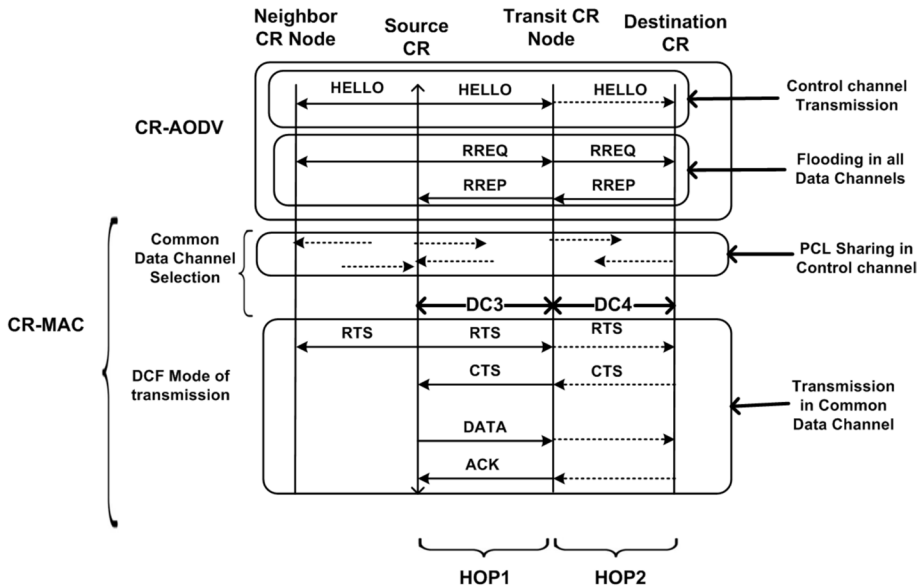 Neighbor
CR Node
Source
CR
Transit CR
Node
Destination
CR
HELLO
HELLO
HELLO
Control channel
Transmission
CR-AODV
RREQ
RREQ
Flooding in all
Data Channels
RREP
RREP
Common
Data Channel
Selection
PCL Sharing in
Control channel
DC3
DC4
CR-MAC
RTS
RTS
RTS
DCF Mode of
transmission
CTS
CTS
Transmission
in Common
Data Channel
DATA
ACK
HOP1
HOP2